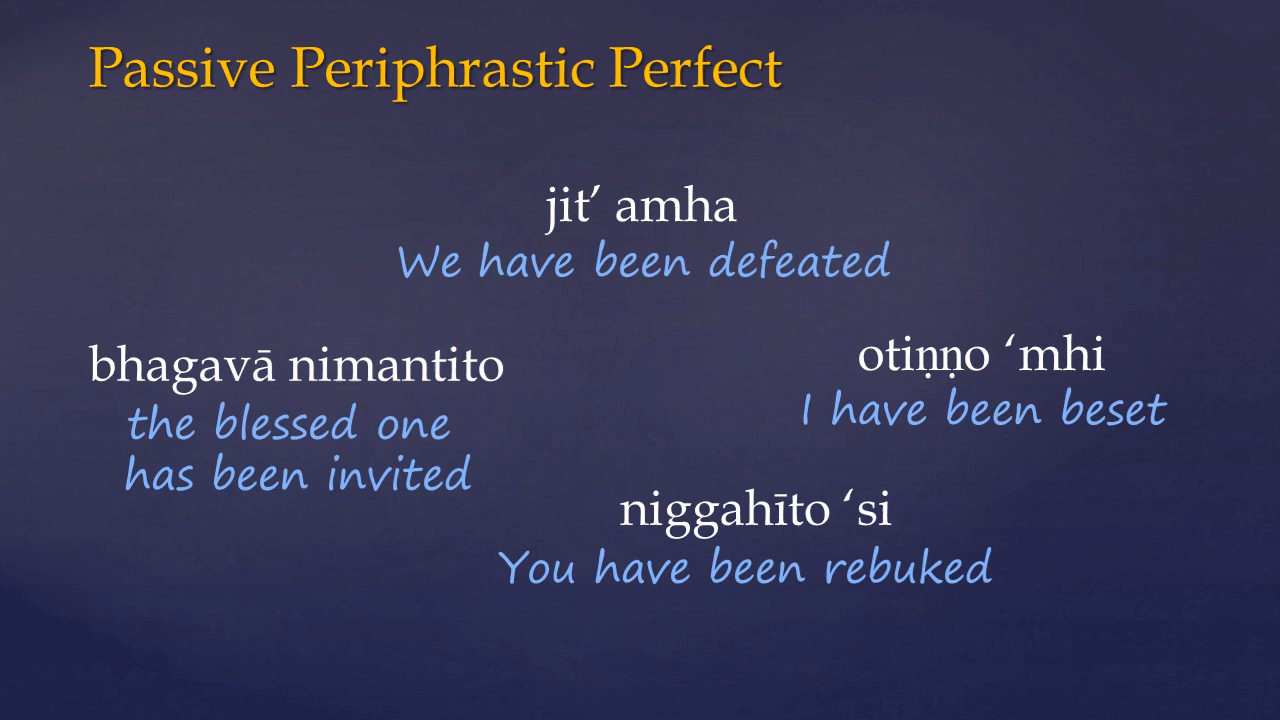 Passive Periphrastic Perfect
jit’ amha
We have been defeated
bhagavā nimantito
the blessed one
has been invited
otiṇṇo ‘mhi
I have been beset
niggahīto ‘si
You have been rebuked